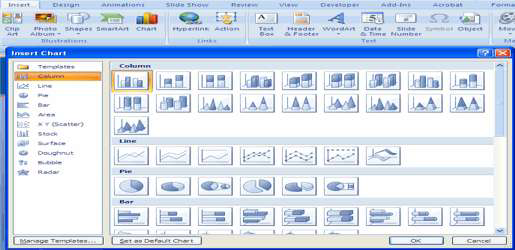 Insert Design Animations Slide Show Review View Developer Add-Ins Acrobat Forma
Clip Art Photo Album Shapes SmartArt Chart Hyperlink Action Text Box Header & Footer WordArt Date & Time Slide Number Symbol Object Mov
Illustrations Links Text
Insert Chart
Templates
Column
Line
Pie
Bar
Area
X Y (Scatter)
Stock
Surface
Doughnut
Bubble
Radar
Column
Line
Pie
Bar
Manage Templates... Set as Default Chart OK Cancel